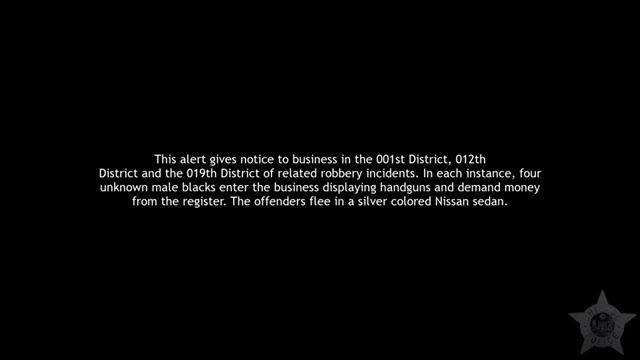 This alert gives notice to business in the 001st District, 012th
District and the 019th District of related robbery incidents. In each instance, four
unknown male blacks enter the business displaying handguns and demand money
from the register. The offenders flee in a silver colored Nissan sedan.